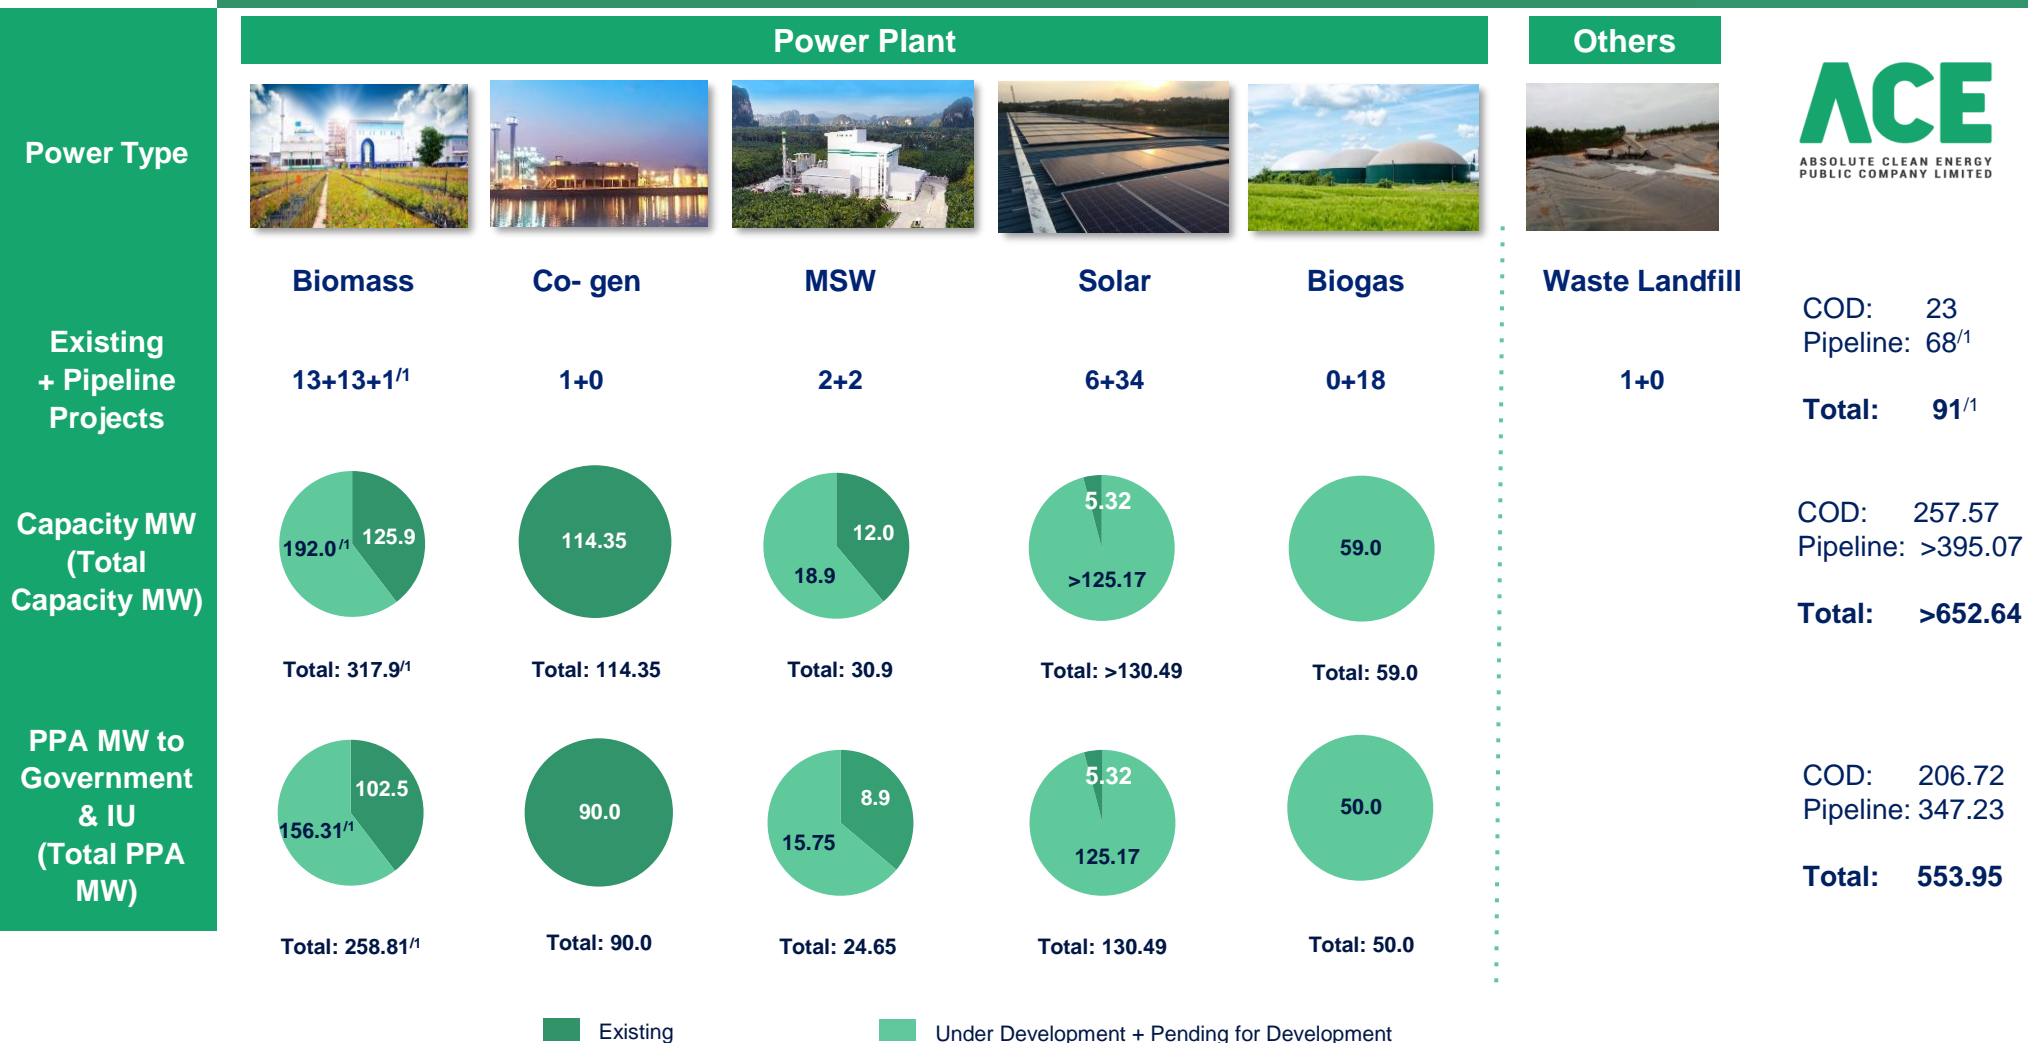 Power Plant
Others
Power Type
ACE
ABSOLUTE CLEAN ENERGY
PUBLIC COMPANY LIMITED
Biomass
Co- gen
MSW
Solar
Biogas
Waste Landfill
Existing
+ Pipeline
Projects
13+13+1/1
1+0
2+2
6+34
0+18
1+0
COD: 23
Pipeline: 68/1
Total: 91/1
Capacity MW
(Total
Capacity MW)
192.0/1
125.9
114.35
12.0
18.9
5.32
>125.17
59.0
COD: 257.57
Pipeline: >395.07
Total: >652.64
Total: 317.9/1
Total: 114.35
Total: 30.9
Total: >130.49
Total: 59.0
PPA MW to
Government
& IU
(Total PPA
MW)
102.5
156.31/1
90.0
8.9
15.75
5.32
125.17
50.0
COD: 206.72
Pipeline: 347.23
Total: 553.95
Total: 258.81/1
Total: 90.0
Total: 24.65
Total: 130.49
Total: 50.0
Existing
Under Development + Pending for Development